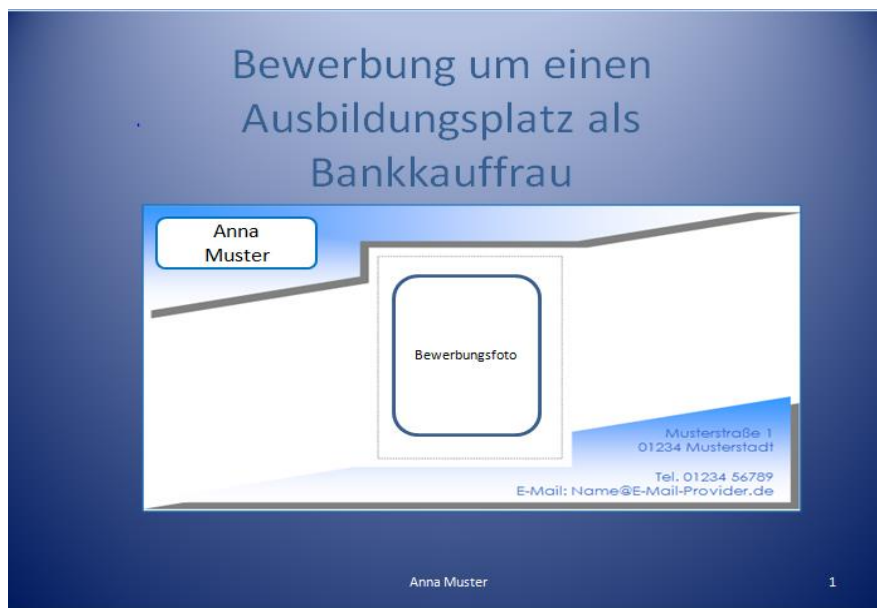 Bewerbung um einen
Ausbildungsplatz als
Bankkauffrau
Anna
Muster
Bewerbungsfoto
Musterstraße 1
01234 Musterstadt
Tel. 01234 56789
E-Mail: Name@E-Mail-Provider.de
Anna Muster
1